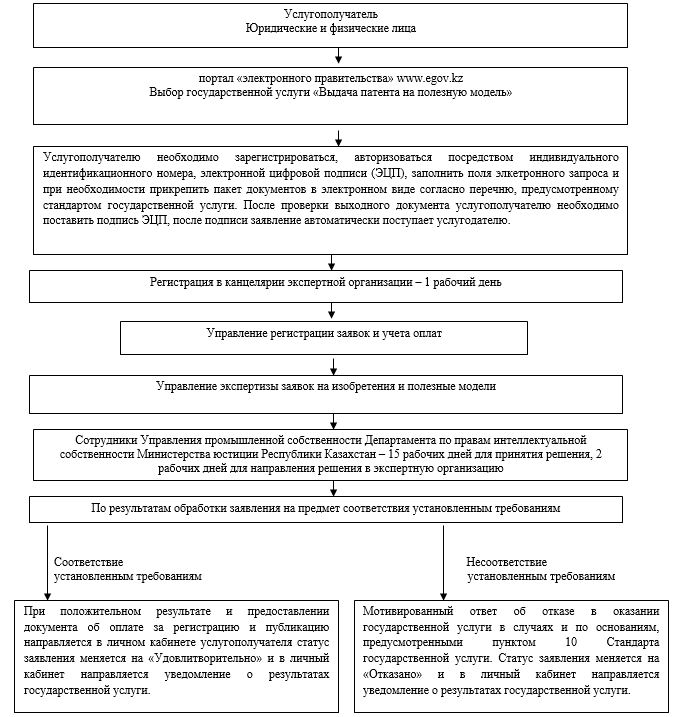 Услугополучатель
Юридические и физические лица
портал «электронного правительства» www.egov.kz
Выбор государственной услуги «Выдача патента на полезную модель»
Услугополучателю необходимо зарегистрироваться, авторизоваться посредством индивидуального
идентификационного номера, электронной цифровой подписи (ЭЦП), заполнить поля элкетронного запроса и
при необходимости прикрепить пакет документов в электронном виде согласно перечню, предусмотренному
стандартом государственной услуги. После проверки выходного документа услугополучателю необходимо
поставить подпись ЭЦП, после подписи заявление автоматически поступает услугодателю.
Регистрация в канцелярии экспертной организации – 1 рабочий день
Управление регистрации заявок и учета оплат
Управление экспертизы заявок на изобретения и полезные модели
Сотрудники Управления промышленной собственности Департамента по правам интеллектуальной
собственности Министерства юстиции Республики Казахстан – 15 рабочих дней для принятия решения, 2
рабочих дней для направления решения в экспертную организацию
По результатам обработки заявления на предмет соответствия установленным требованиям
Соответствие
установленным требованиям
Несоответствие
установленным требованиям
При положительном результате и предоставлении
документа об оплате за регистрацию и публикацию
направляется в личном кабинете услугополучателя статус
заявления меняется на «Удовлитворительно» и в личный
кабинет направляется уведомление о результатах
государственной услуги.
Мотивированный ответ об отказе в оказании
государственной услуги в случаях и по основаниям,
предусмотренными пунктом 10 Стандарта
государственной услуги. Статус заявления меняется на
«Отказано» и в личный кабинет направляется
уведомление о результатах государственной услуги.